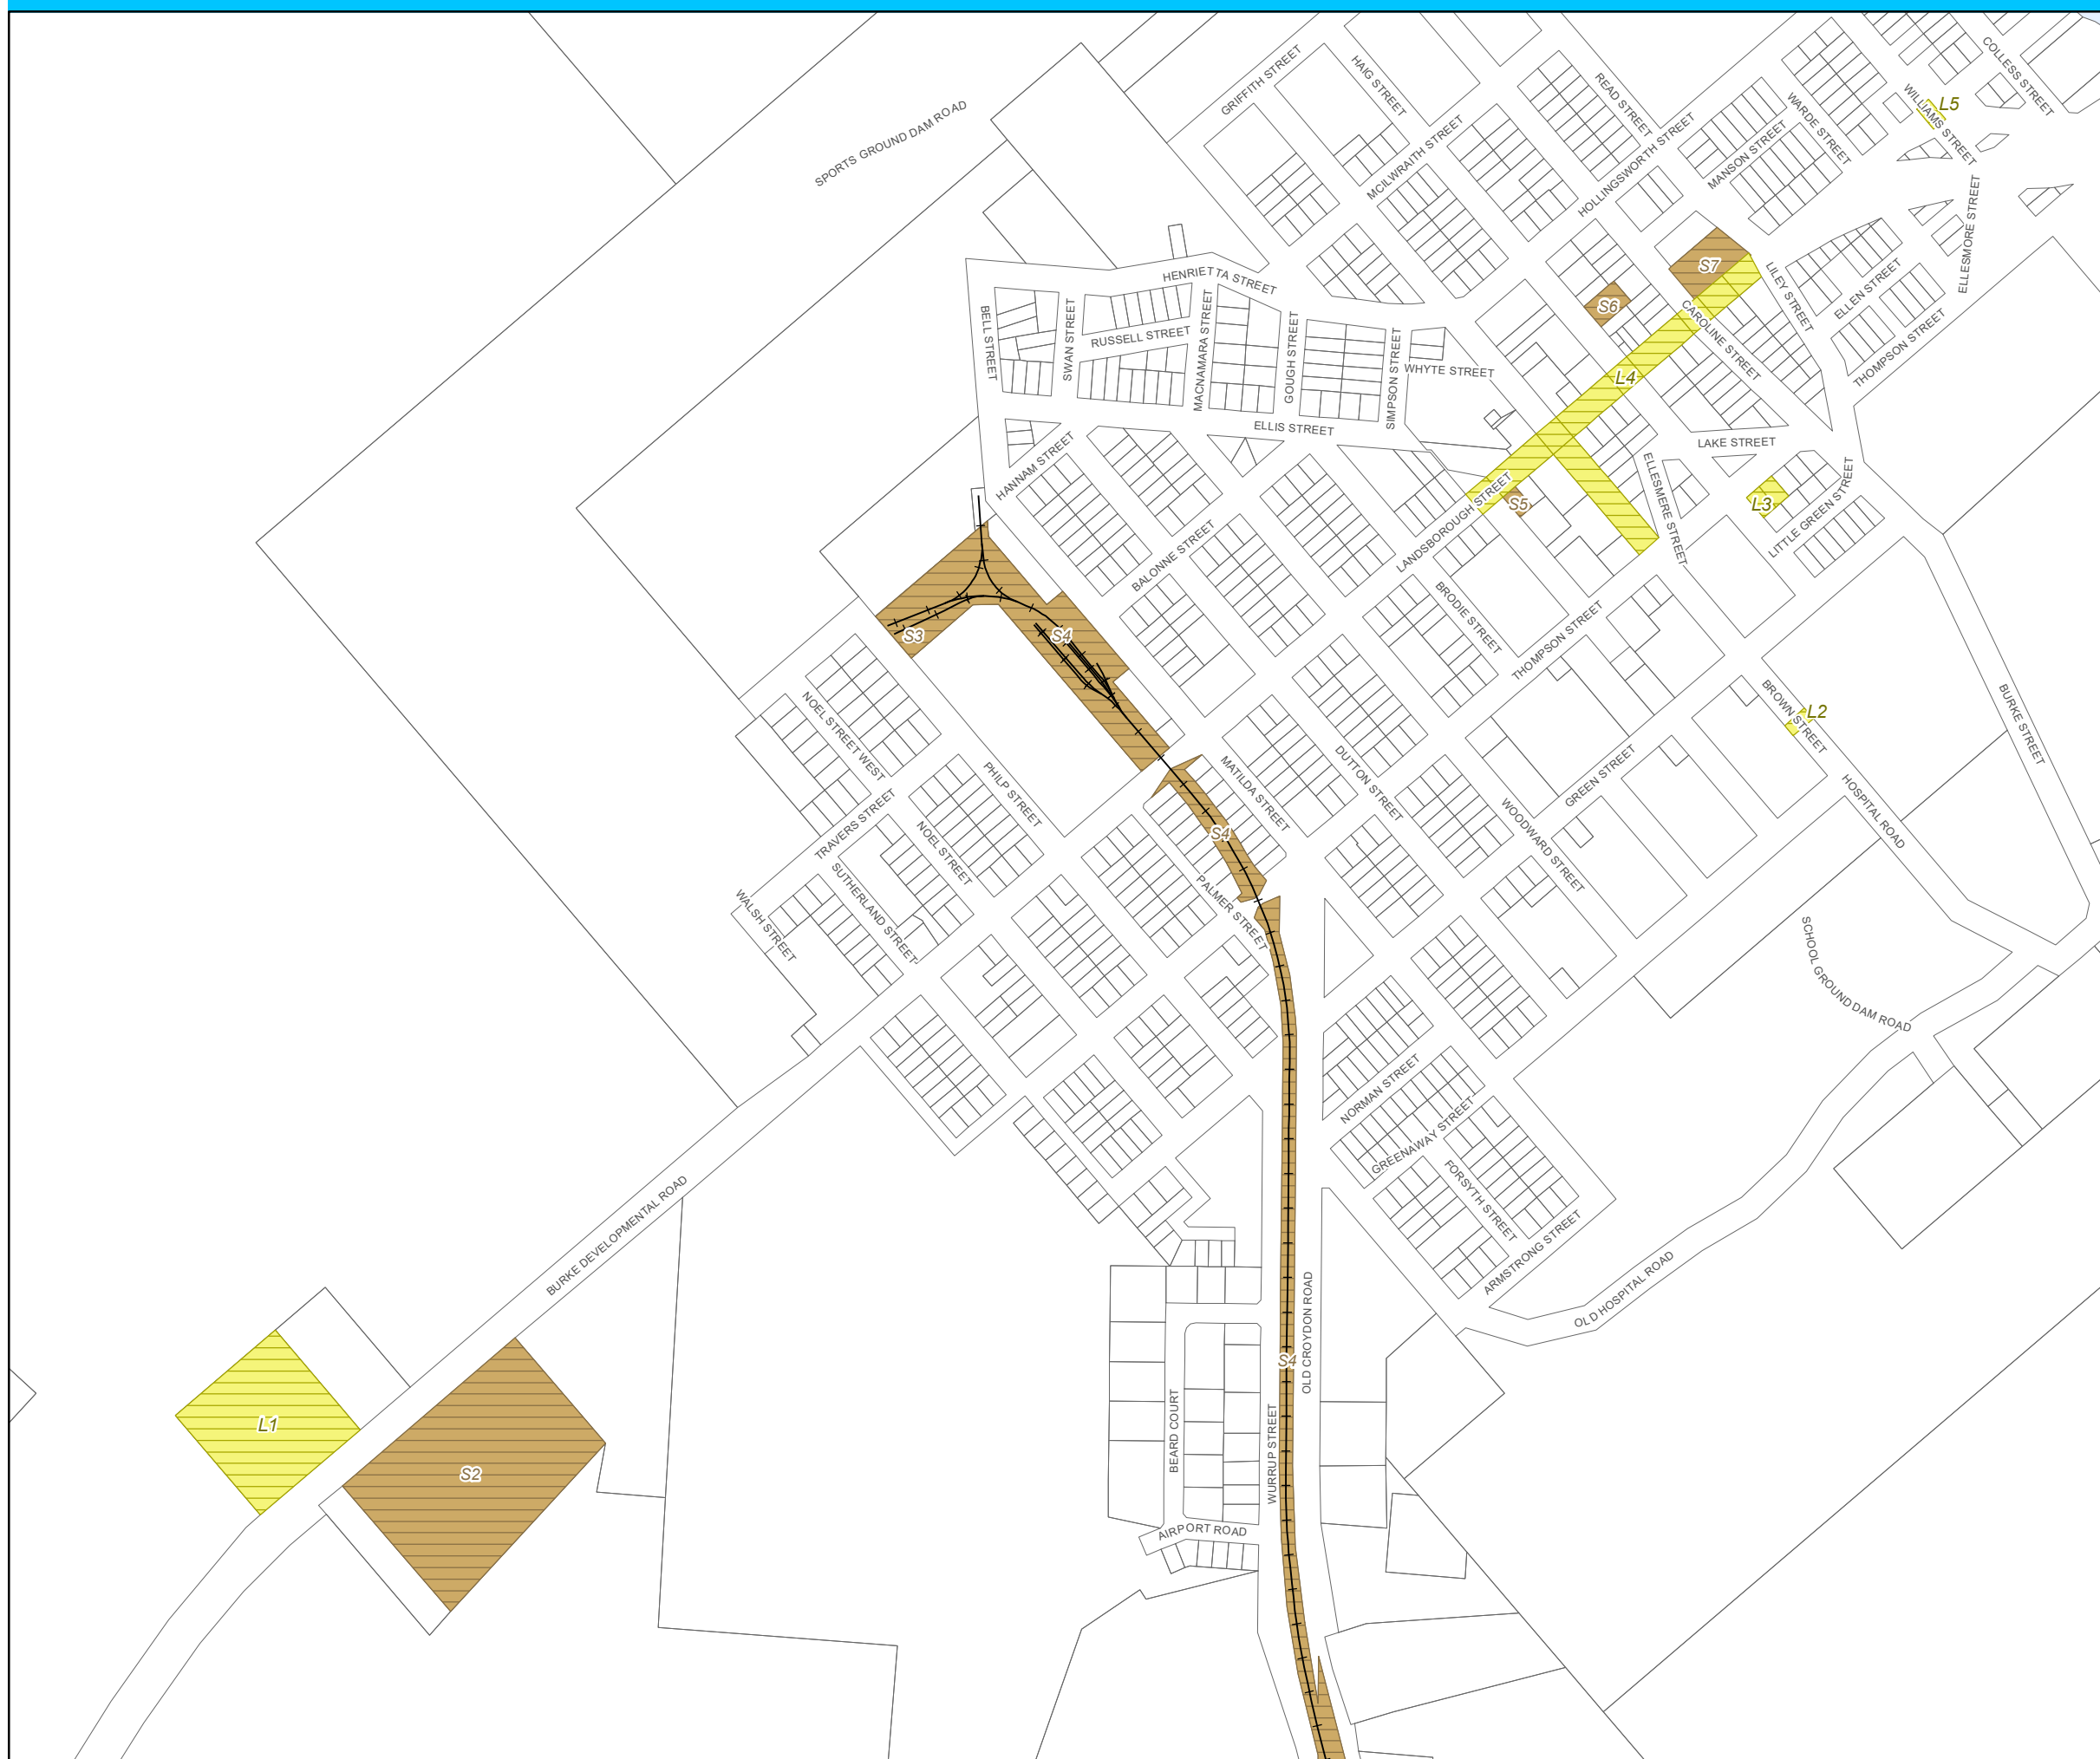 COLLESS STREET
GRIFFITH STREET
HAIG STREET
READ STREET
WILLIAMS STREET
L5
WARDE STREET
SPORTS GROUND DAM ROAD
MCILWRAITH STREET
HOLLINGSWORTH STREET
MANSON STREET
ELLESMORE STREET
HENRIETTA STREET
S7
LILEY STREET
ELLEN STREET
S6
CAROLINE STREET
BELL STREET
SWAN STREET
RUSSELL STREET
MACNAMARA STREET
GOUGH STREET
SIMPSON STREET
WHYTE STREET
THOMPSON STREET
L4
ELLIS STREET
LAKE STREET
HANNAM STREET
ELLESMERE STREET
LANDSBOROUGH STREET
S5
L3
LITTLE GREEN STREET
BALONNE STREET
BRODIE STREET
THOMPSON STREET
S3
S4
NOEL STREET WEST
BROWN STREET
L2
BURKE STREET
PHILP STREET
MATILDA STREET
DUTTON STREET
GREEN STREET
HOSPITAL ROAD
TRAVERS STREET
NOEL STREET
S4
WOODWARD STREET
SUTHERLAND STREET
WALSH STREET
PALMER STREET
SCHOOL GROUND DAM ROAD
NORMAN STREET
GREENAWAY STREET
FORSYTH STREET
ARMSTRONG STREET
BURKE DEVELOPMENTAL ROAD
OLD HOSPITAL ROAD
OLD CROYDON ROAD
S4
L1
S2
BEARD COURT
WURRUP STREET
AIRPORT ROAD